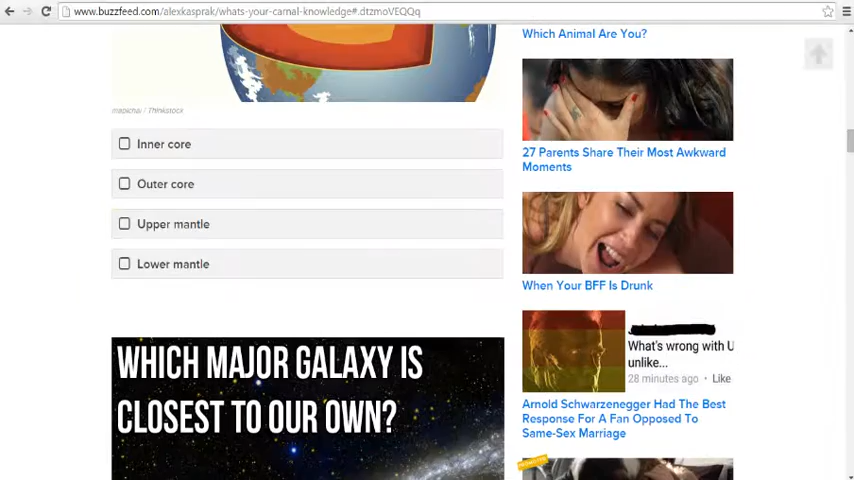 www.buzzfeed.com/alexkasprak/whats-your-carnal-knowledge#.dtzmoVEQQq
mapichai / Thinkstock
Inner core
Outer core
Upper mantle
Lower mantle
WHICH MAJOR GALAXY IS
CLOSEST TO OUR OWN?
Which Animal Are You?
27 Parents Share Their Most Awkward
Moments
When Your BFF Is Drunk
What's wrong with U
unlike...
28 minutes ago • Like
Arnold Schwarzenegger Had The Best
Response For A Fan Opposed To
Same-Sex Marriage